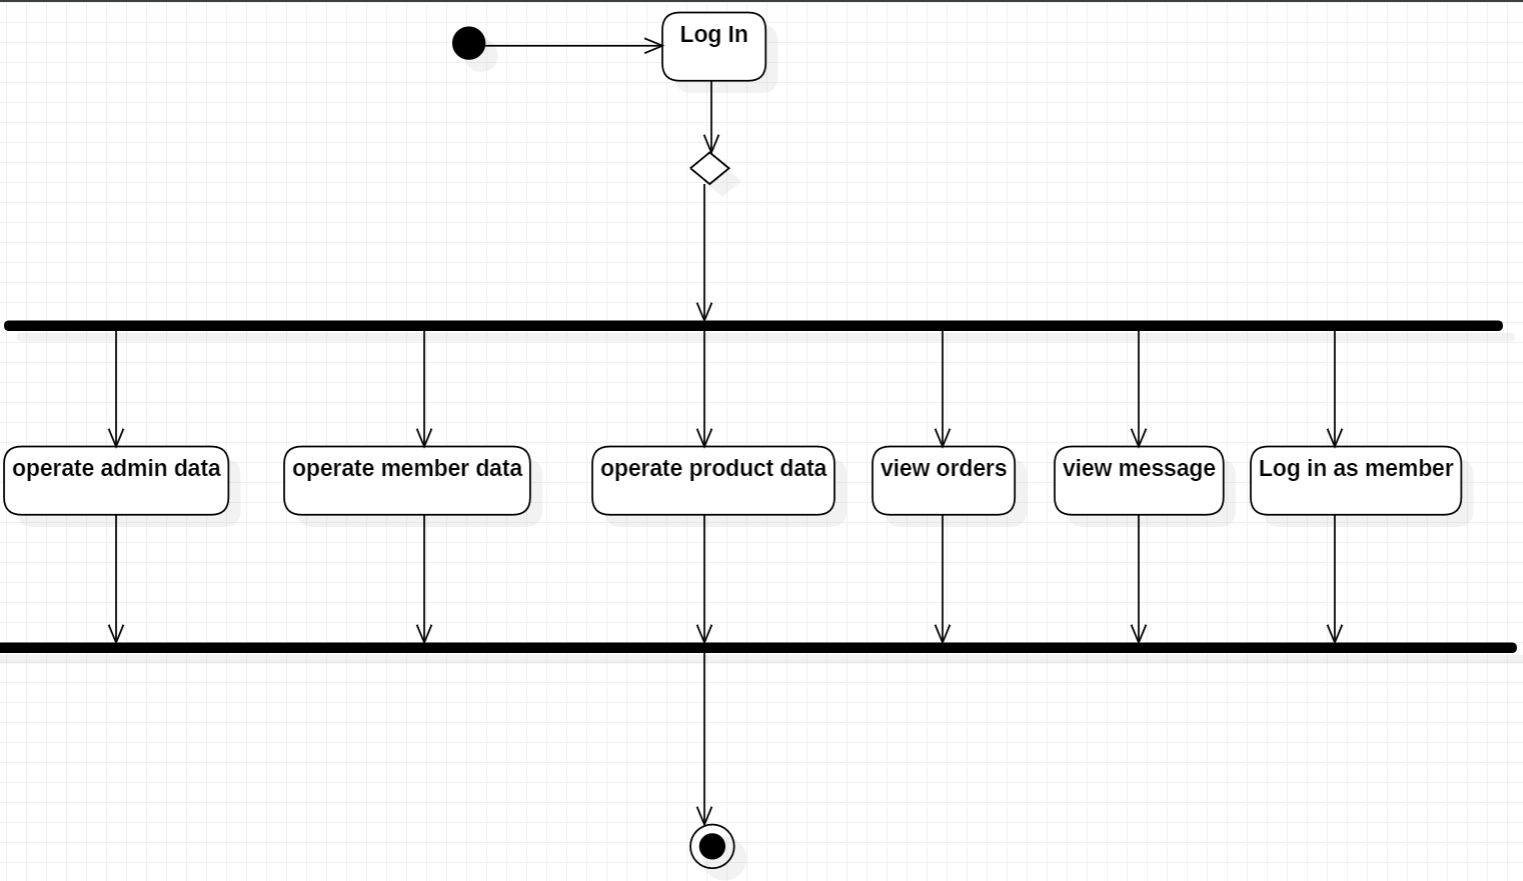 Log In
operate admin data
operate member data
operate product data
view orders
view message
Log in as member